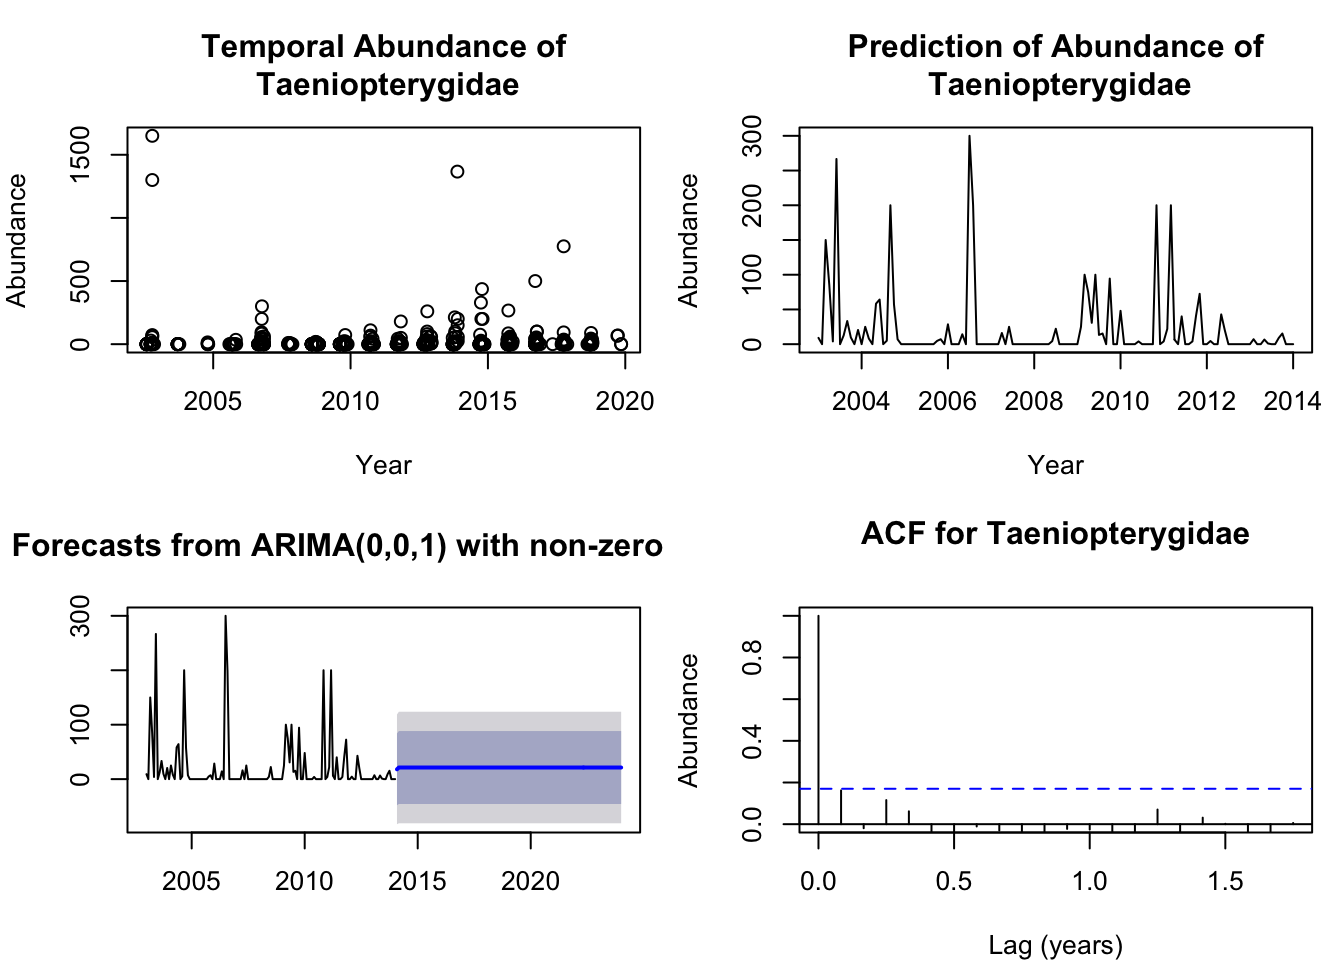 Temporal Abundance of
Taeniopterygidae
Abundance
1500
500
0
2005 2010 2015 2020
Year
Prediction of Abundance of
Taeniopterygidae
Abundance
300
200
100
0
2004 2006 2008 2010 2012 2014
Year
Forecasts from ARIMA(0,0,1) with non-zero
300
100
0
2005 2010 2015 2020
ACF for Taeniopterygidae
Abundance
0.8
0.4
0.0
0.0 0.5 1.0 1.5
Lag (years)